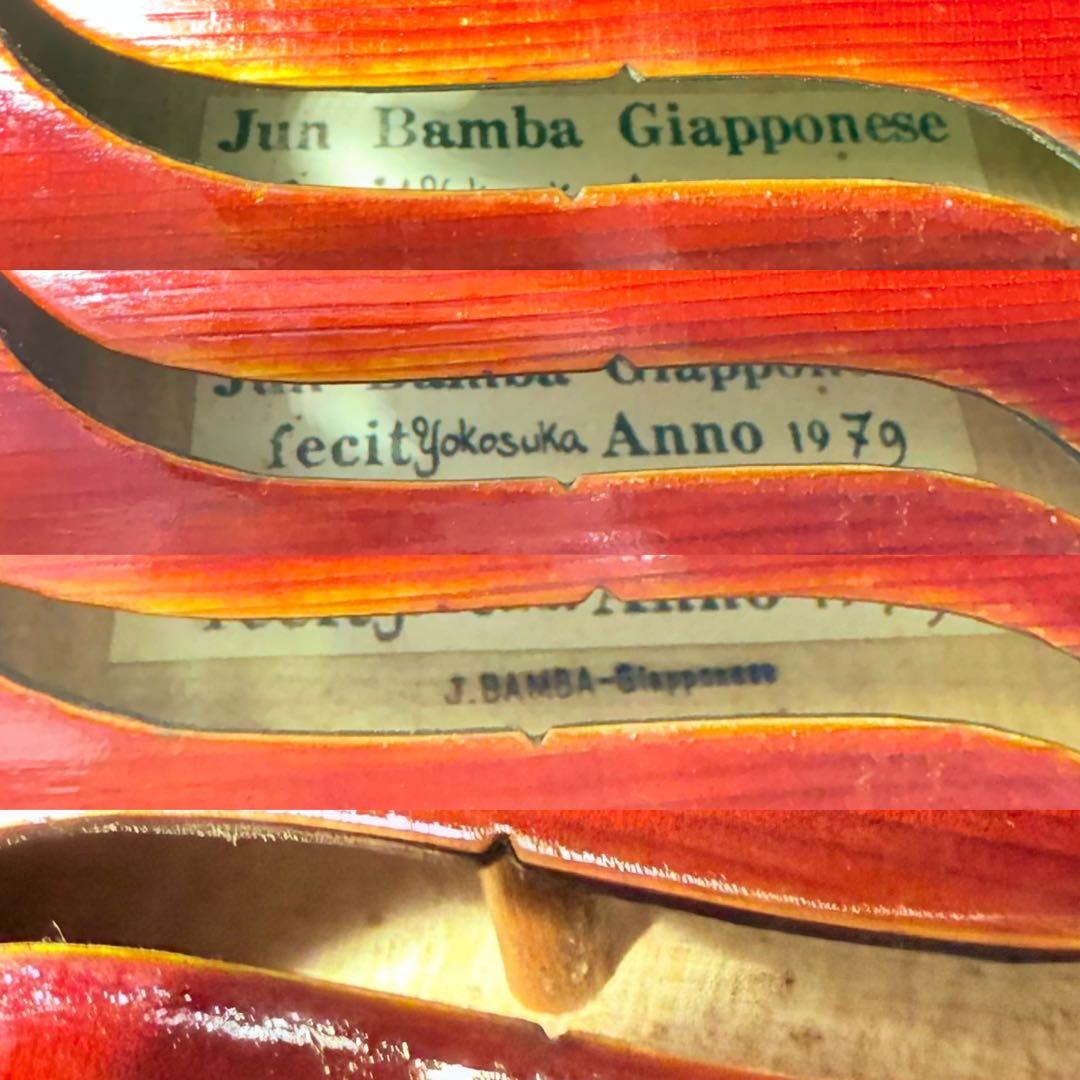 Jun Bamba Giapponese
fecit Yokosuka Anno 1979
J.BAMBA-Giapponese